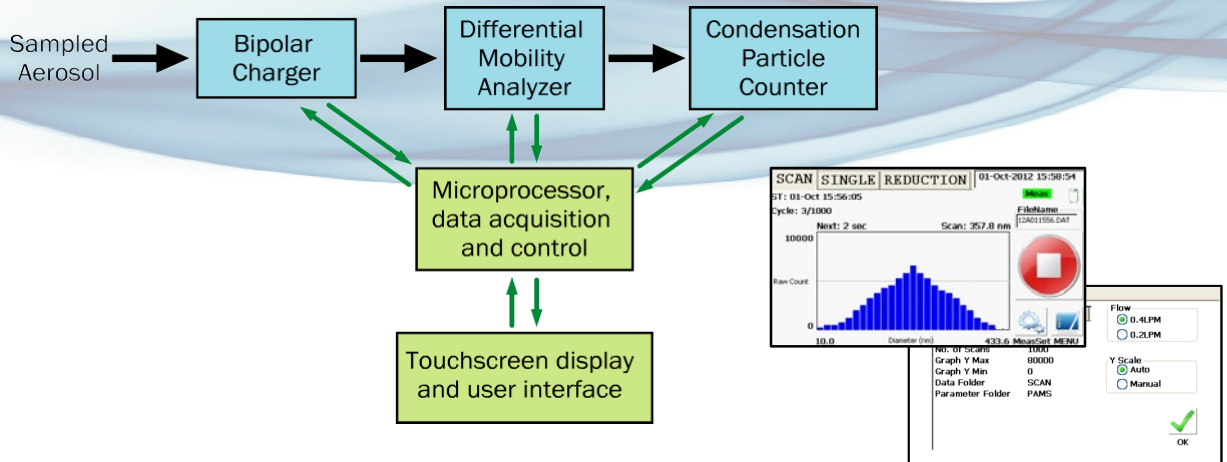 Sampled
Aerosol
Bipolar
Charger
Differential
Mobility
Analyzer
Condensation
Particle
Counter
Microprocessor,
data acquisition
and control
Touchscreen display
and user interface
SCAN SINGLE REDUCTION 01-Oct-2012 15:58:54
ST: 01-Oct 15:56:05
Meas
Cycle: 3/1000
FileName
12A011556.DAT
Next: 2 sec Scan: 357.8 nm
10000
Raw Count
0
10.0 Diameter (nm) 433.6 MeasSet MENU
Flow
0.4LPM
0.2LPM
No. of Scans 1000
Graph Y Max 80000
Graph Y Min 0
Data Folder SCAN
Parameter Folder PAMS
Y Scale
Auto
Manual
OK